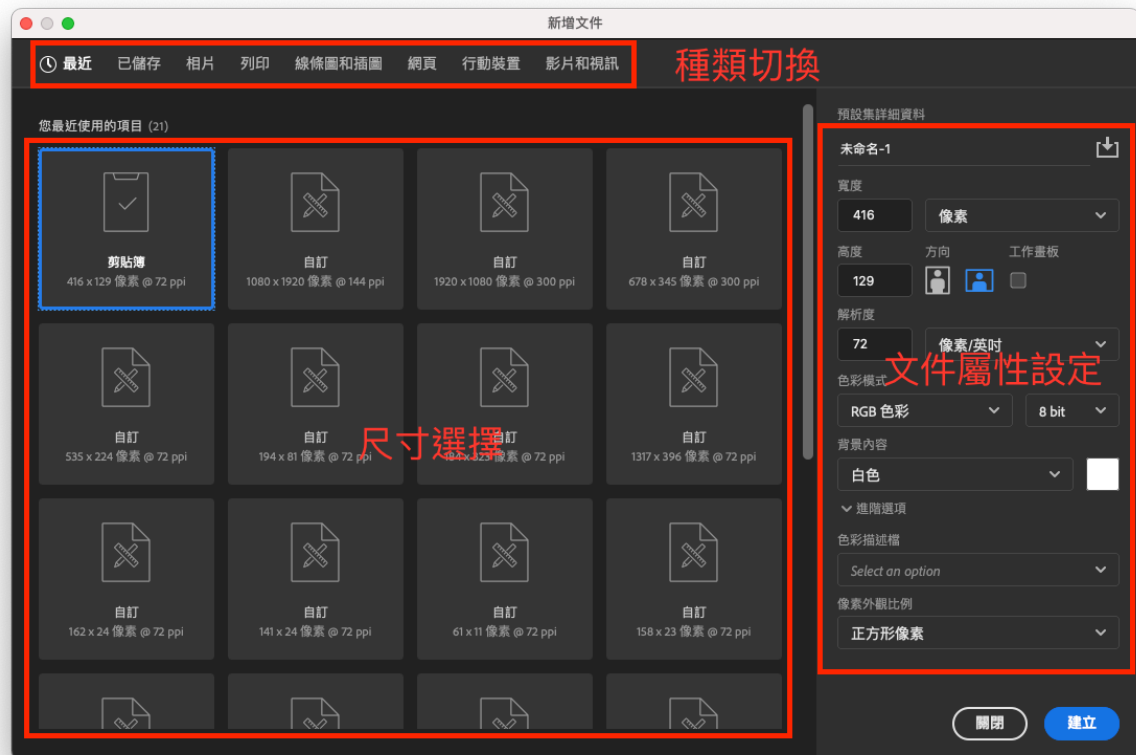 新增文件
最近 已儲存 相片 列印 線條圖和插圖 網頁 行動裝置 影片和視訊
種類切換
您最近使用的項目 (21)
剪貼簿
416 x 129 像素 @ 72 ppi
自訂
1080 x 1920 像素 @ 144 ppi
自訂
1920 x 1080 像素 @ 300 ppi
自訂
678 x 345 像素 @ 300 ppi
自訂
535 x 224 像素 @ 72 ppi
自訂
194 x 81 像素 @ 72 ppi
自訂
像素 @ 72 ppi
自訂
1317 x 396 像素 @ 72 ppi
尺寸選擇
自訂
162 x 24 像素 @ 72 ppi
自訂
141 x 24 像素 @ 72 ppi
自訂
61 x 11 像素 @ 72 ppi
自訂
158 x 23 像素 @ 72 ppi
預設集詳細資料
未命名-1
寬度
416 像素
高度 方向 工作畫板
129
解析度
72 像素/英吋
文件屬性設定
色彩模式
RGB 色彩 8 bit
背景內容
白色
進階選項
色彩描述檔
Select an option
像素外觀比例
正方形像素
關閉 建立